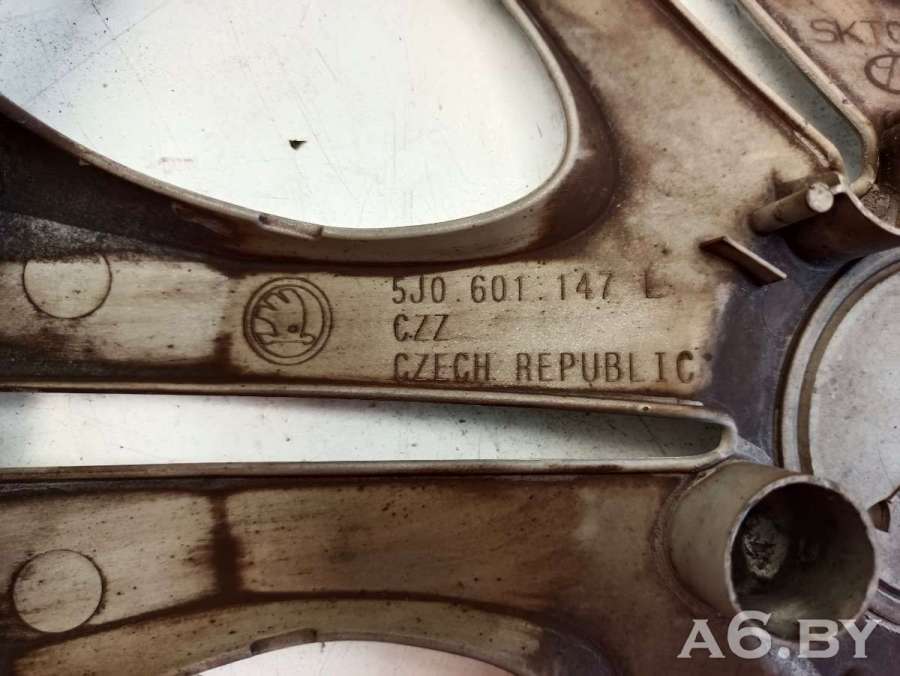 5J0.601.147 L
CZZ
CZECH REPUBLIC
A6.BY